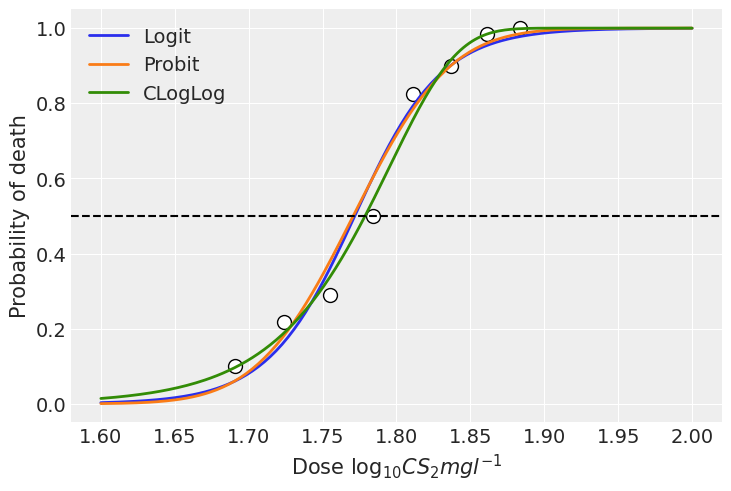 Logit
Probit
CLogLog
1.0
0.8
0.6
0.4
0.2
0.0
Probability of death
1.60 1.65 1.70 1.75 1.80 1.85 1.90 1.95 2.00
Dose log₁₀CS₂mgl⁻¹